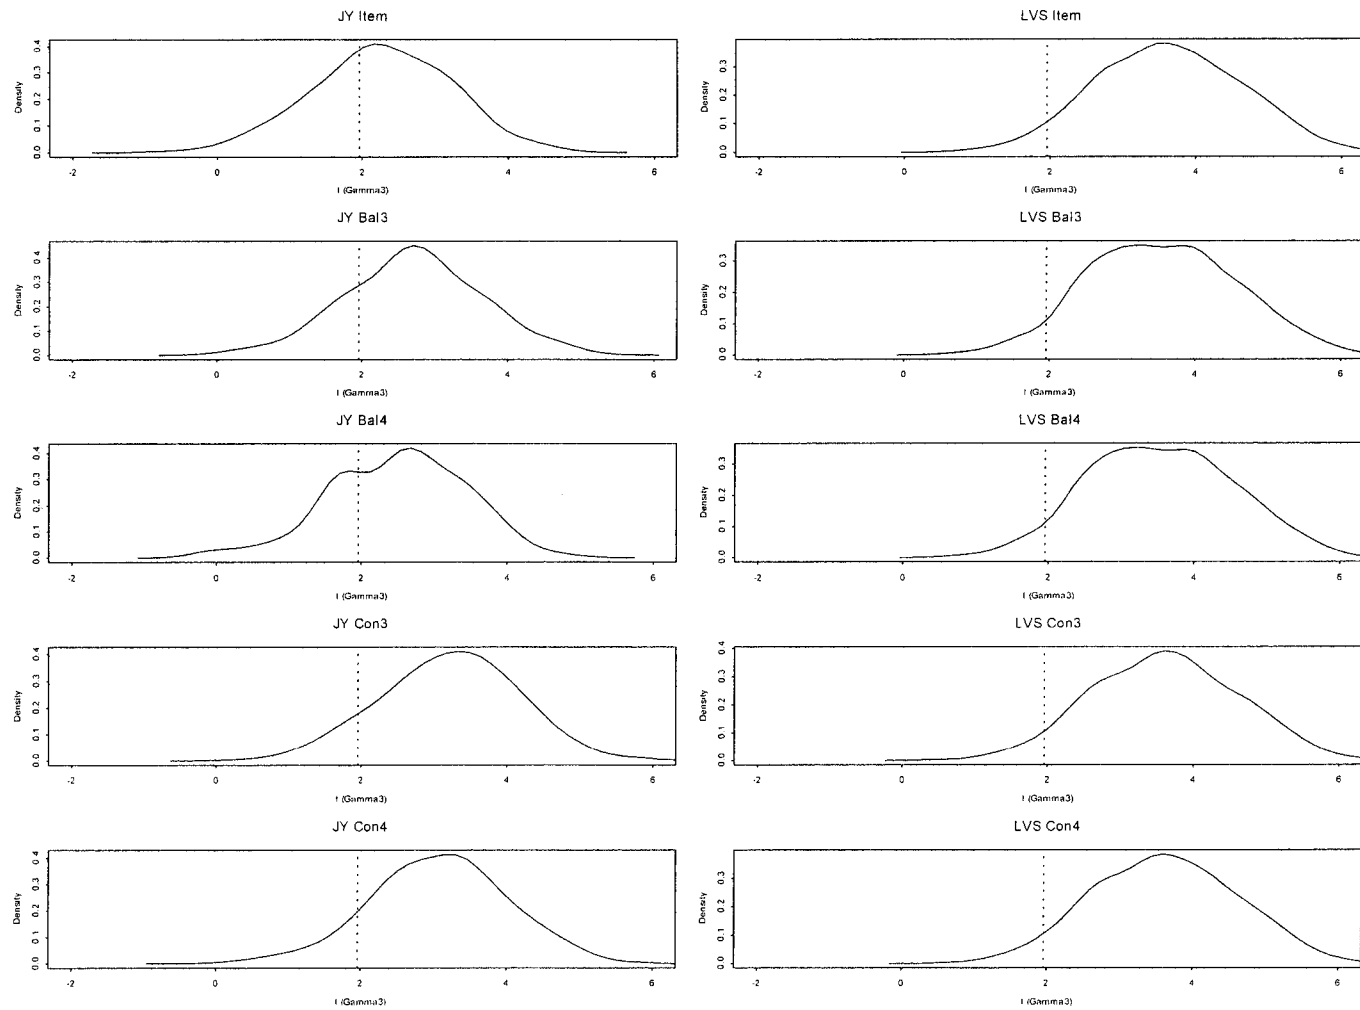 JY Item
Density
0.0 0.1 0.2 0.3 0.4
-2 0 2 4 6
t (Gamma3)
LVS Item
Density
0.0 0.1 0.2 0.3
-2 0 2 4 6
t (Gamma3)
JY Bal3
Density
0.0 0.1 0.2 0.3 0.4
-2 0 2 4 6
t (Gamma3)
LVS Bal3
Density
0.0 0.1 0.2 0.3
-2 0 2 4 6
t (Gamma3)
JY Bal4
Density
0.0 0.1 0.2 0.3 0.4
-2 0 2 4 6
t (Gamma3)
LVS Bal4
Density
0.0 0.1 0.2 0.3
-2 0 2 4 6
t (Gamma3)
JY Con3
Density
0.0 0.1 0.2 0.3 0.4
-2 0 2 4 6
t (Gamma3)
LVS Con3
Density
0.0 0.1 0.2 0.3 0.4
-2 0 2 4 6
t (Gamma3)
JY Con4
Density
0.0 0.1 0.2 0.3 0.4
-2 0 2 4 6
t (Gamma3)
LVS Con4
Density
0.0 0.1 0.2 0.3
-2 0 2 4 6
t (Gamma3)